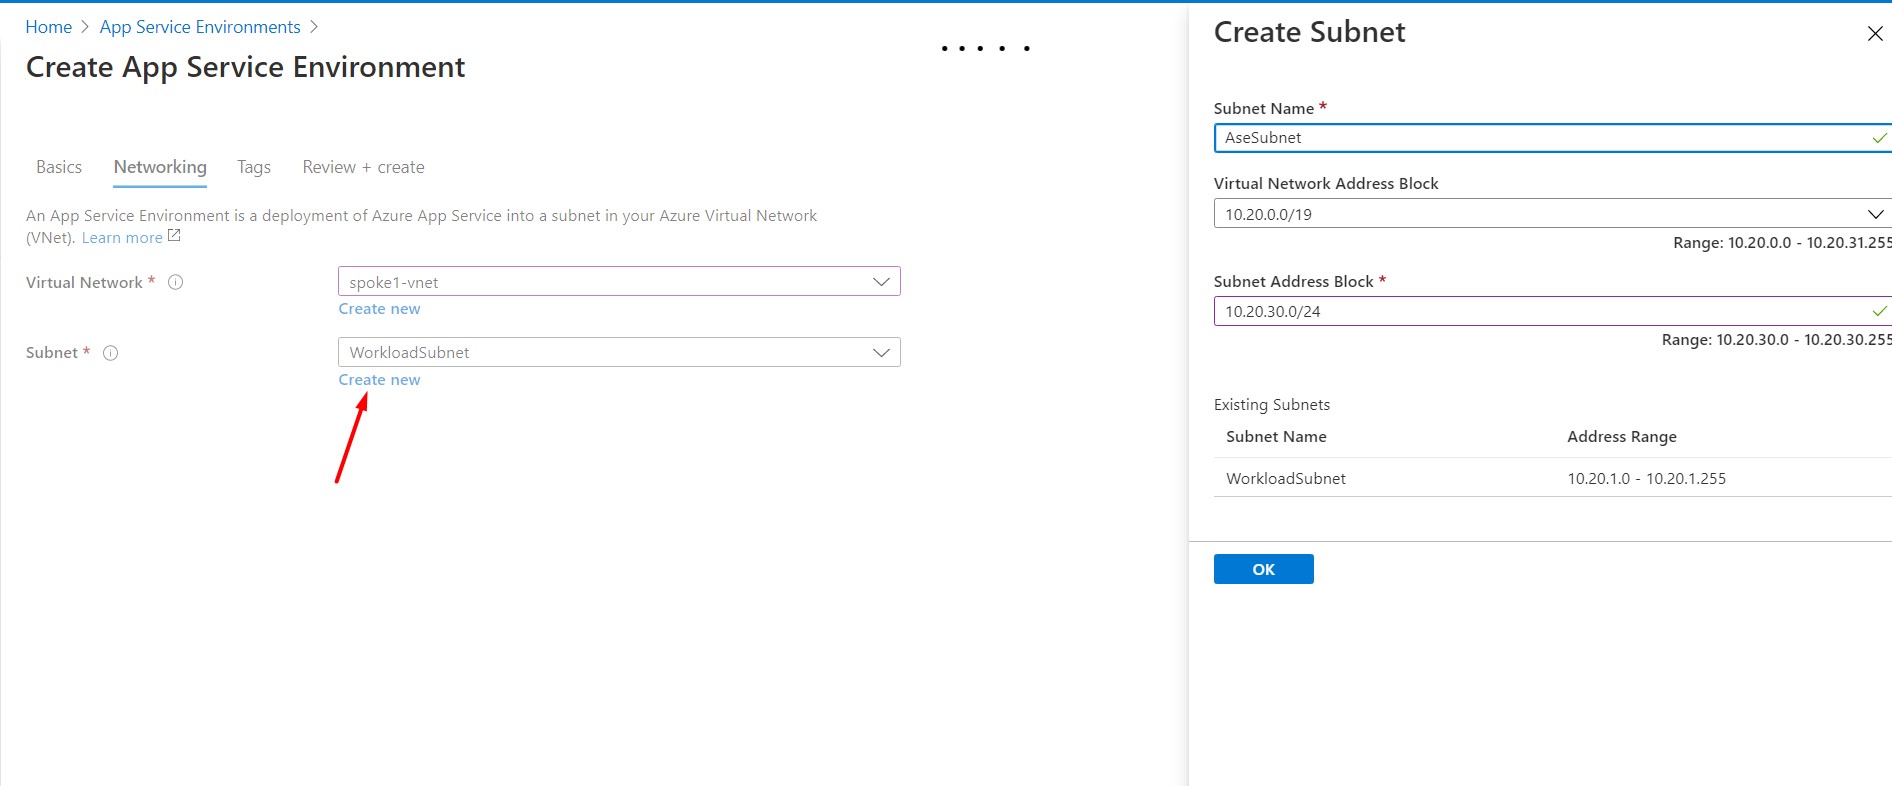 Home > App Service Environments >
Create App Service Environment
Basics Networking Tags Review + create
An App Service Environment is a deployment of Azure App Service into a subnet in your Azure Virtual Network
(VNet). Learn more
Virtual Network *
spoke1-vnet
Create new
Subnet *
WorkloadSubnet
Create new
Create Subnet
Subnet Name *
AseSubnet
Virtual Network Address Block
10.20.0.0/19
Range: 10.20.0.0 - 10.20.31.255
Subnet Address Block *
10.20.30.0/24
Range: 10.20.30.0 - 10.20.30.255
Existing Subnets
Subnet Name Address Range
WorkloadSubnet 10.20.1.0 - 10.20.1.255
OK